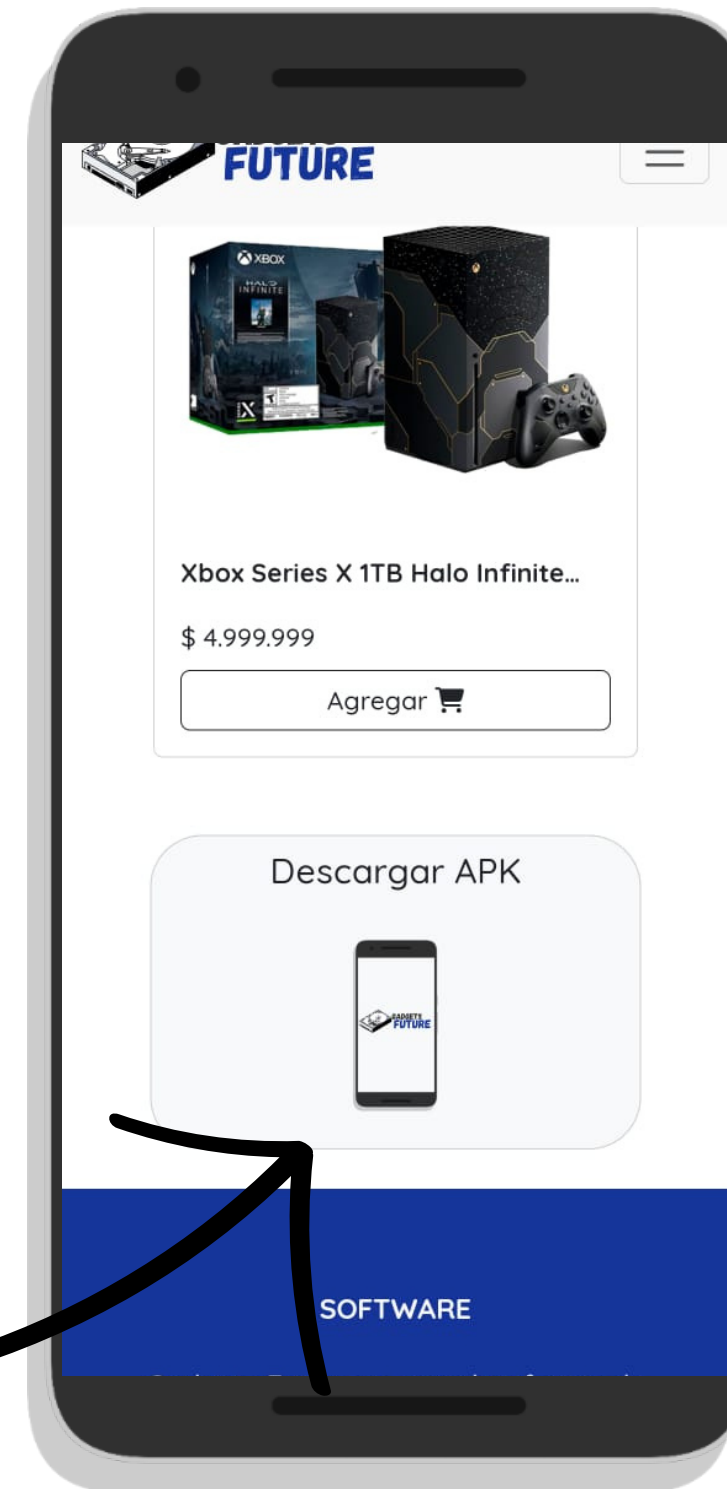 FUTURE
XBOX
HALO
INFINITE
Xbox Series X 1TB Halo Infinite...
$ 4.999.999
Agregar
Descargar APK
GADGETS
FUTURE
SOFTWARE